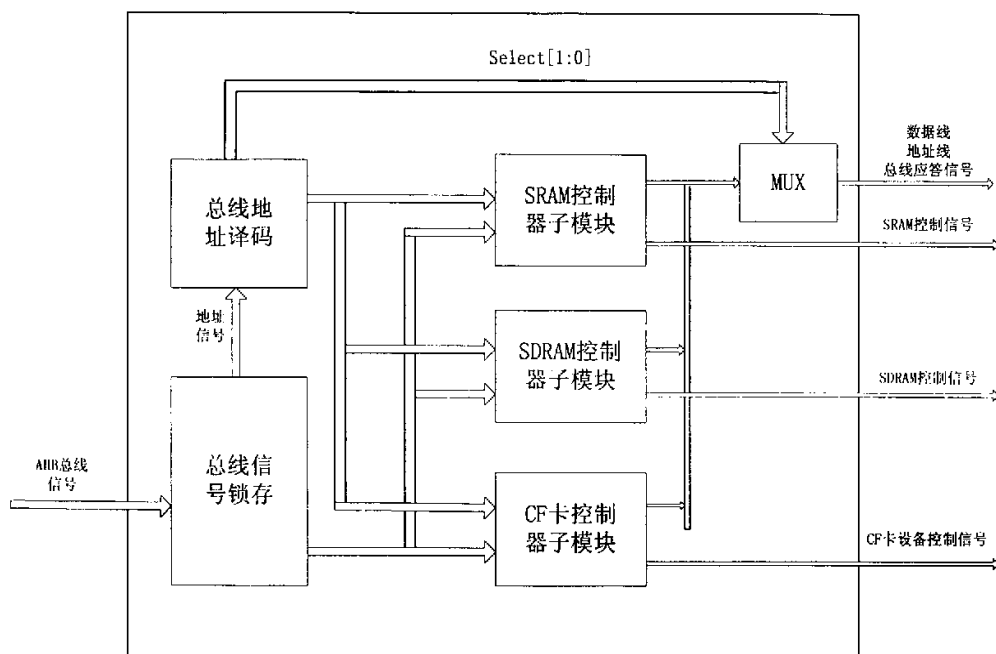 Select[1:0]
数据线
地址线
总线应答信号
总线地
址译码
SRAM控制
器子模块
MUX
SRAM控制信号
地址
信号
SDRAM控制
器子模块
SDRAM控制信号
总线信
号锁存
AHB总线
信号
CF卡控制
器子模块
CF卡设备控制信号